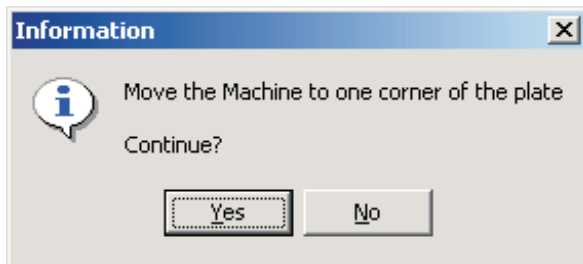 Information
Move the Machine to one corner of the plate
Continue?
Yes No